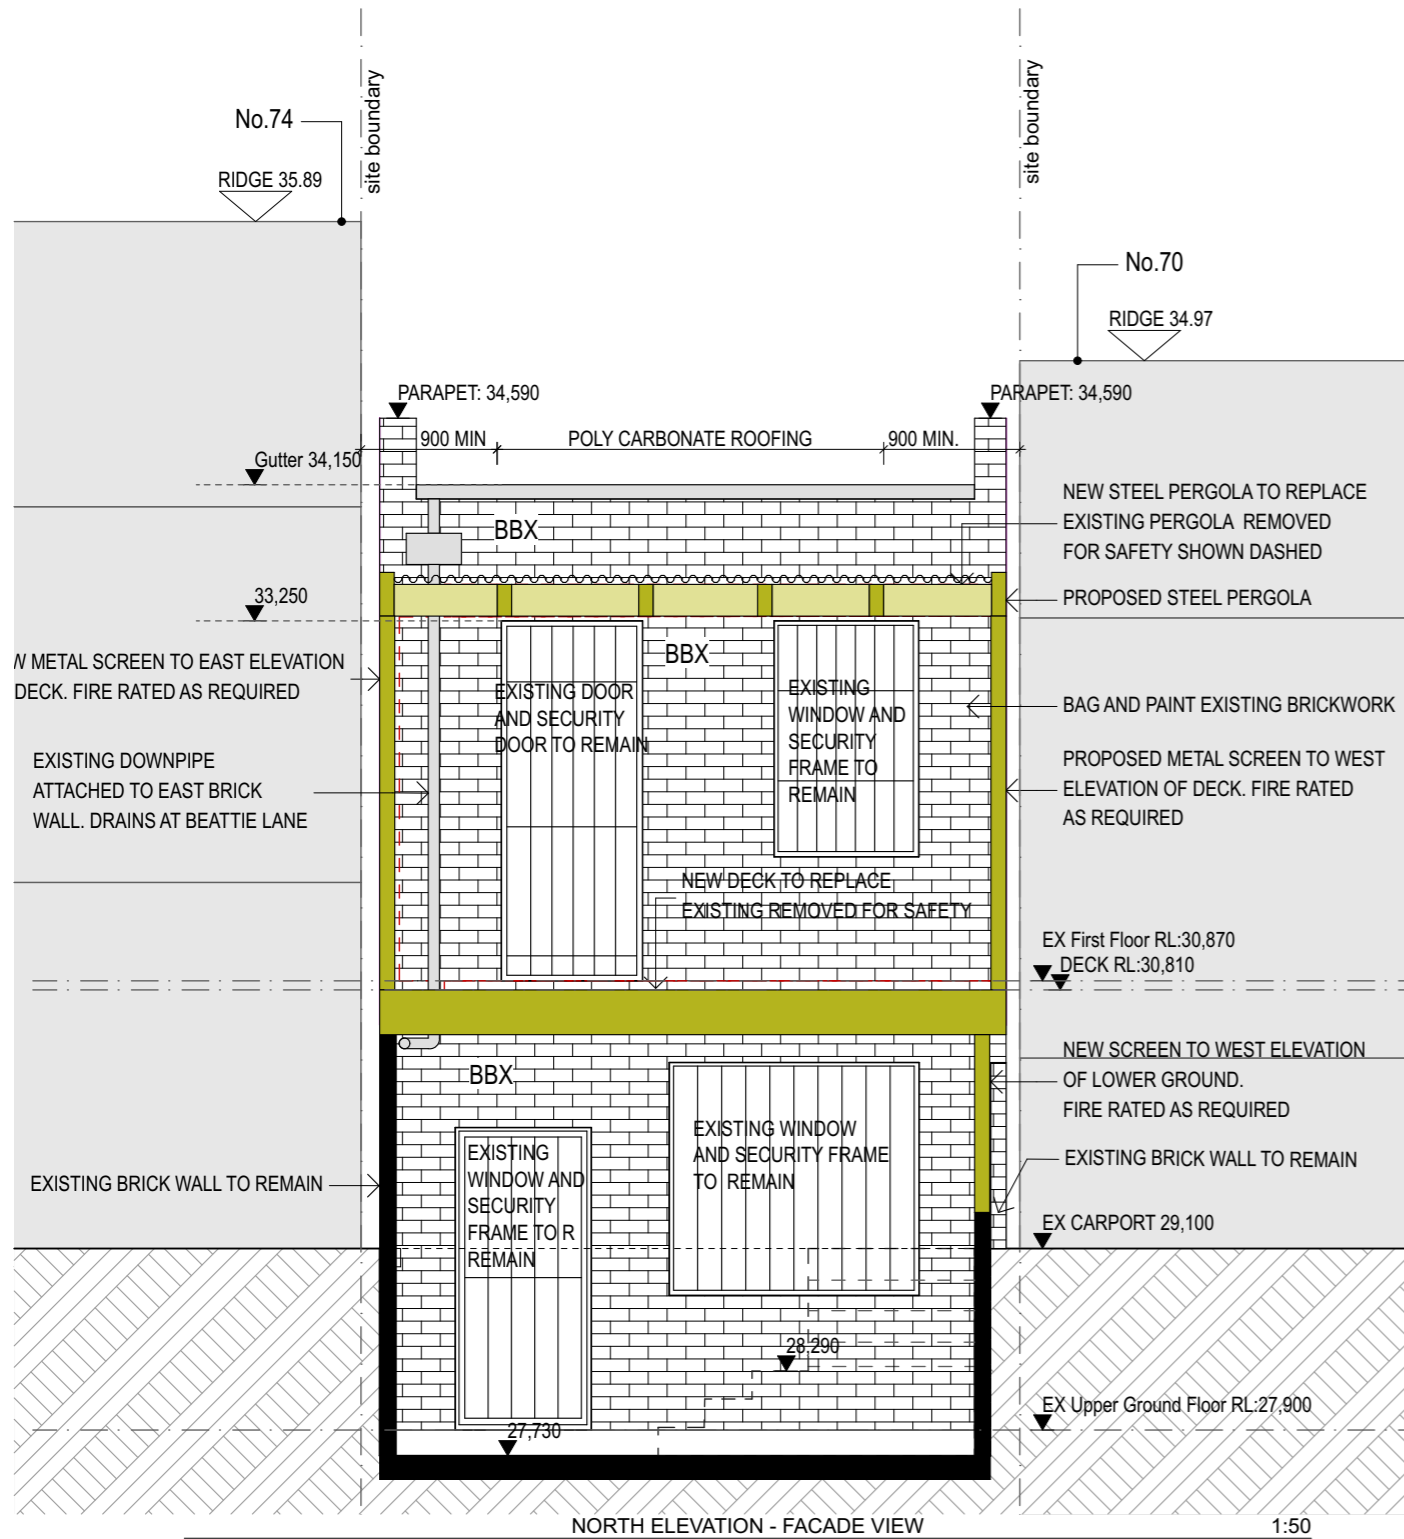 site boundary
site boundary
No.74
RIDGE 35.89
No.70
RIDGE 34.97
PARAPET: 34,590
PARAPET: 34,590
900 MIN
POLY CARBONATE ROOFING
900 MIN.
Gutter 34,150
BBX
NEW STEEL PERGOLA TO REPLACE
EXISTING PERGOLA REMOVED
FOR SAFETY SHOWN DASHED
33,250
PROPOSED STEEL PERGOLA
W METAL SCREEN TO EAST ELEVATION
DECK. FIRE RATED AS REQUIRED
BBX
EXISTING DOOR
AND SECURITY
DOOR TO REMAIN
EXISTING
WINDOW AND
SECURITY
FRAME TO
REMAIN
BAG AND PAINT EXISTING BRICKWORK
EXISTING DOWNPIPE
ATTACHED TO EAST BRICK
WALL. DRAINS AT BEATTIE LANE
PROPOSED METAL SCREEN TO WEST
ELEVATION OF DECK. FIRE RATED
AS REQUIRED
NEW DECK TO REPLACE
EXISTING REMOVED FOR SAFETY
EX First Floor RL:30,870
DECK RL:30,810
BBX
NEW SCREEN TO WEST ELEVATION
OF LOWER GROUND.
FIRE RATED AS REQUIRED
EXISTING
WINDOW AND
SECURITY
FRAME TO R
REMAIN
EXISTING WINDOW
AND SECURITY FRAME
TO REMAIN
EXISTING BRICK WALL TO REMAIN
EXISTING BRICK WALL TO REMAIN
EX CARPORT 29,100
28.290
EX Upper Ground Floor RL:27,900
27,730
NORTH ELEVATION - FACADE VIEW
1:50